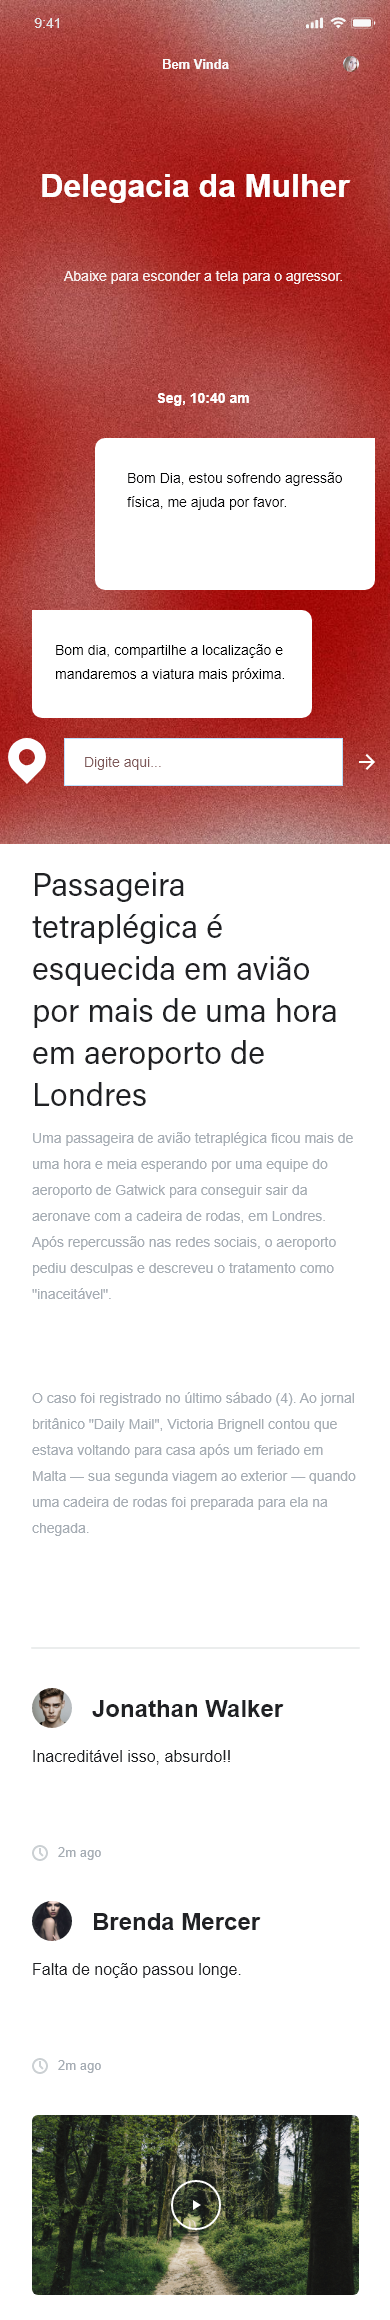 9:41
Bem Vinda
Delegacia da Mulher
Abaixe para esconder a tela para o agressor.
Seg, 10:40 am
Bom Dia, estou sofrendo agressão
física, me ajuda por favor.
Bom dia, compartilhe a localização e
mandaremos a viatura mais próxima.
Digite aqui...
Passageira
tetraplégica é
esquecida em avião
por mais de uma hora
em aeroporto de
Londres
Uma passageira de avião tetraplégica ficou mais de
uma hora e meia esperando por uma equipe do
aeroporto de Gatwick para conseguir sair da
aeronave com a cadeira de rodas, em Londres.
Após repercussão nas redes sociais, o aeroporto
pediu desculpas e descreveu o tratamento como
"inaceitável".
O caso foi registrado no último sábado (4). Ao jornal
britânico "Daily Mail", Victoria Brignell contou que
estava voltando para casa após um feriado em
Malta — sua segunda viagem ao exterior — quando
uma cadeira de rodas foi preparada para ela na
chegada.
Jonathan Walker
Inacreditável isso, absurdo!!
2m ago
Brenda Mercer
Falta de noção passou longe.
2m ago